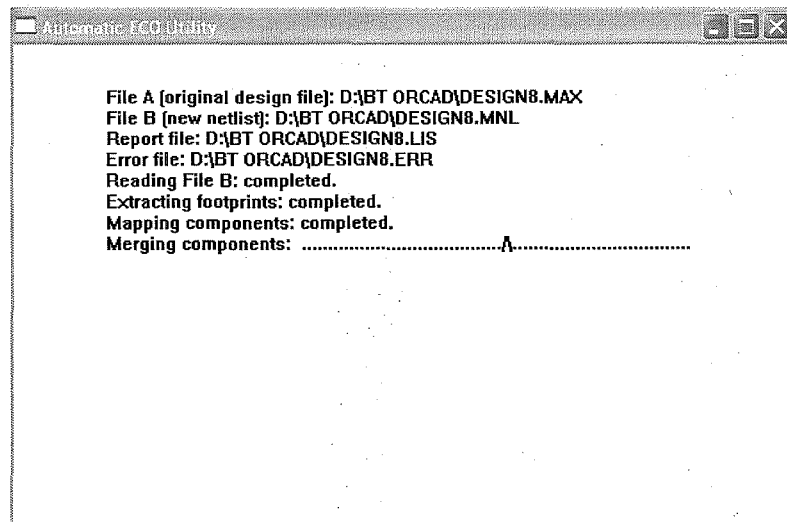 Automatic ECO Utility
File A (original design file): D:\BT ORCAD\DESIGN8.MAX
File B (new netlist): D:\BT ORCAD\DESIGN8.MNL
Report file: D:\BT ORCAD\DESIGN8.LIS
Error file: D:\BT ORCAD\DESIGN8.ERR
Reading File B: completed.
Extracting footprints: completed.
Mapping components: completed.
Merging components: ......................................../\....................................